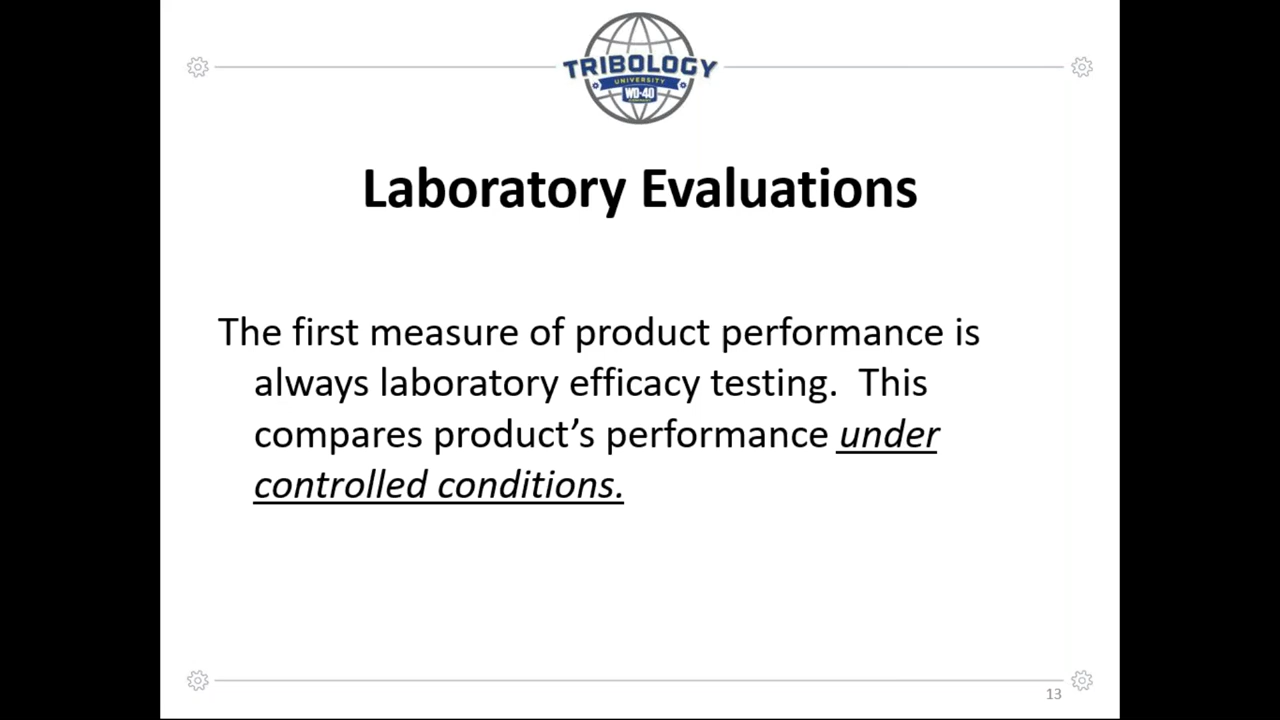 TRIBOLOGY
UNIVERSITY
WD-40
Laboratory Evaluations
The first measure of product performance is
always laboratory efficacy testing.  This
compares product’s performance under
controlled conditions.
13